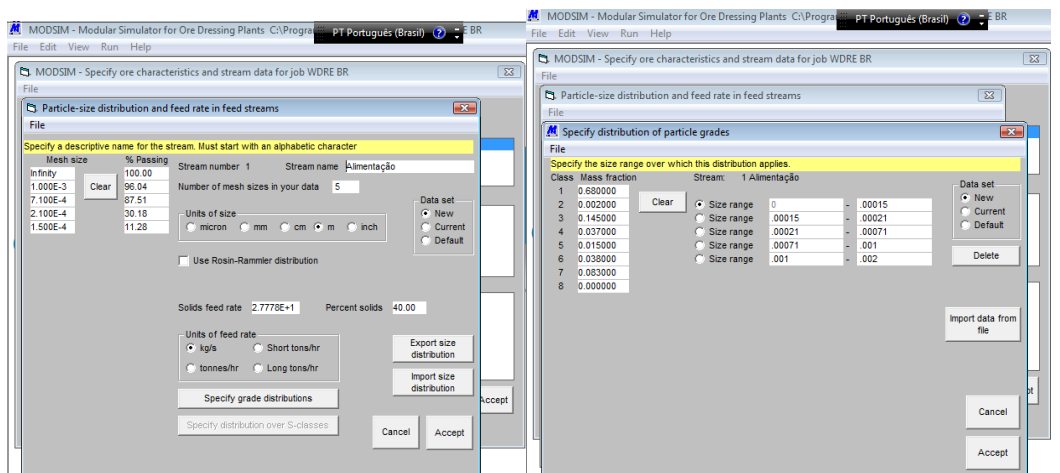 MODSIM - Modular Simulator for Ore Dressing Plants C:\Progra
PT Português (Brasil)
E BR
File Edit View Run Help
MODSIM - Specify ore characteristics and stream data for job WDRE BR
File
Particle-size distribution and feed rate in feed streams
File
Specify a descriptive name for the stream. Must start with an alphabetic character
Mesh size % Passing
Infinity 100.00
1.000E-3 96.04
7.100E-4 87.51
2.100E-4 30.18
1.500E-4 11.28
Clear
Stream number 1 Stream name Alimentação
Number of mesh sizes in your data 5
Units of size
micron mm cm m inch
Data set
New
Current
Default
Use Rosin-Rammler distribution
Solids feed rate 2.7778E+1 Percent solids 40.00
Units of feed rate
kg/s Short tons/hr
tonnes/hr Long tons/hr
Export size
distribution
Import size
distribution
Specify grade distributions
Specify distribution over S-classes
Cancel Accept
Accept
MODSIM - Modular Simulator for Ore Dressing Plants C:\Progra
PT Português (Brasil)
E BR
File Edit View Run Help
MODSIM - Specify ore characteristics and stream data for job WDRE BR
File
Particle-size distribution and feed rate in feed streams
File
Specify distribution of particle grades
File
Specify the size range over which this distribution applies.
Class Mass fraction Stream: 1 Alimentação
1 0.680000
2 0.002000
3 0.145000
4 0.037000
5 0.015000
6 0.038000
7 0.083000
8 0.000000
Clear
Size range 0 - .00015
Size range .00015 - .00021
Size range .00021 - .00071
Size range .00071 - .001
Size range .001 - .002
Data set
New
Current
Default
Delete
Import data from
file
Cancel
Accept
pt